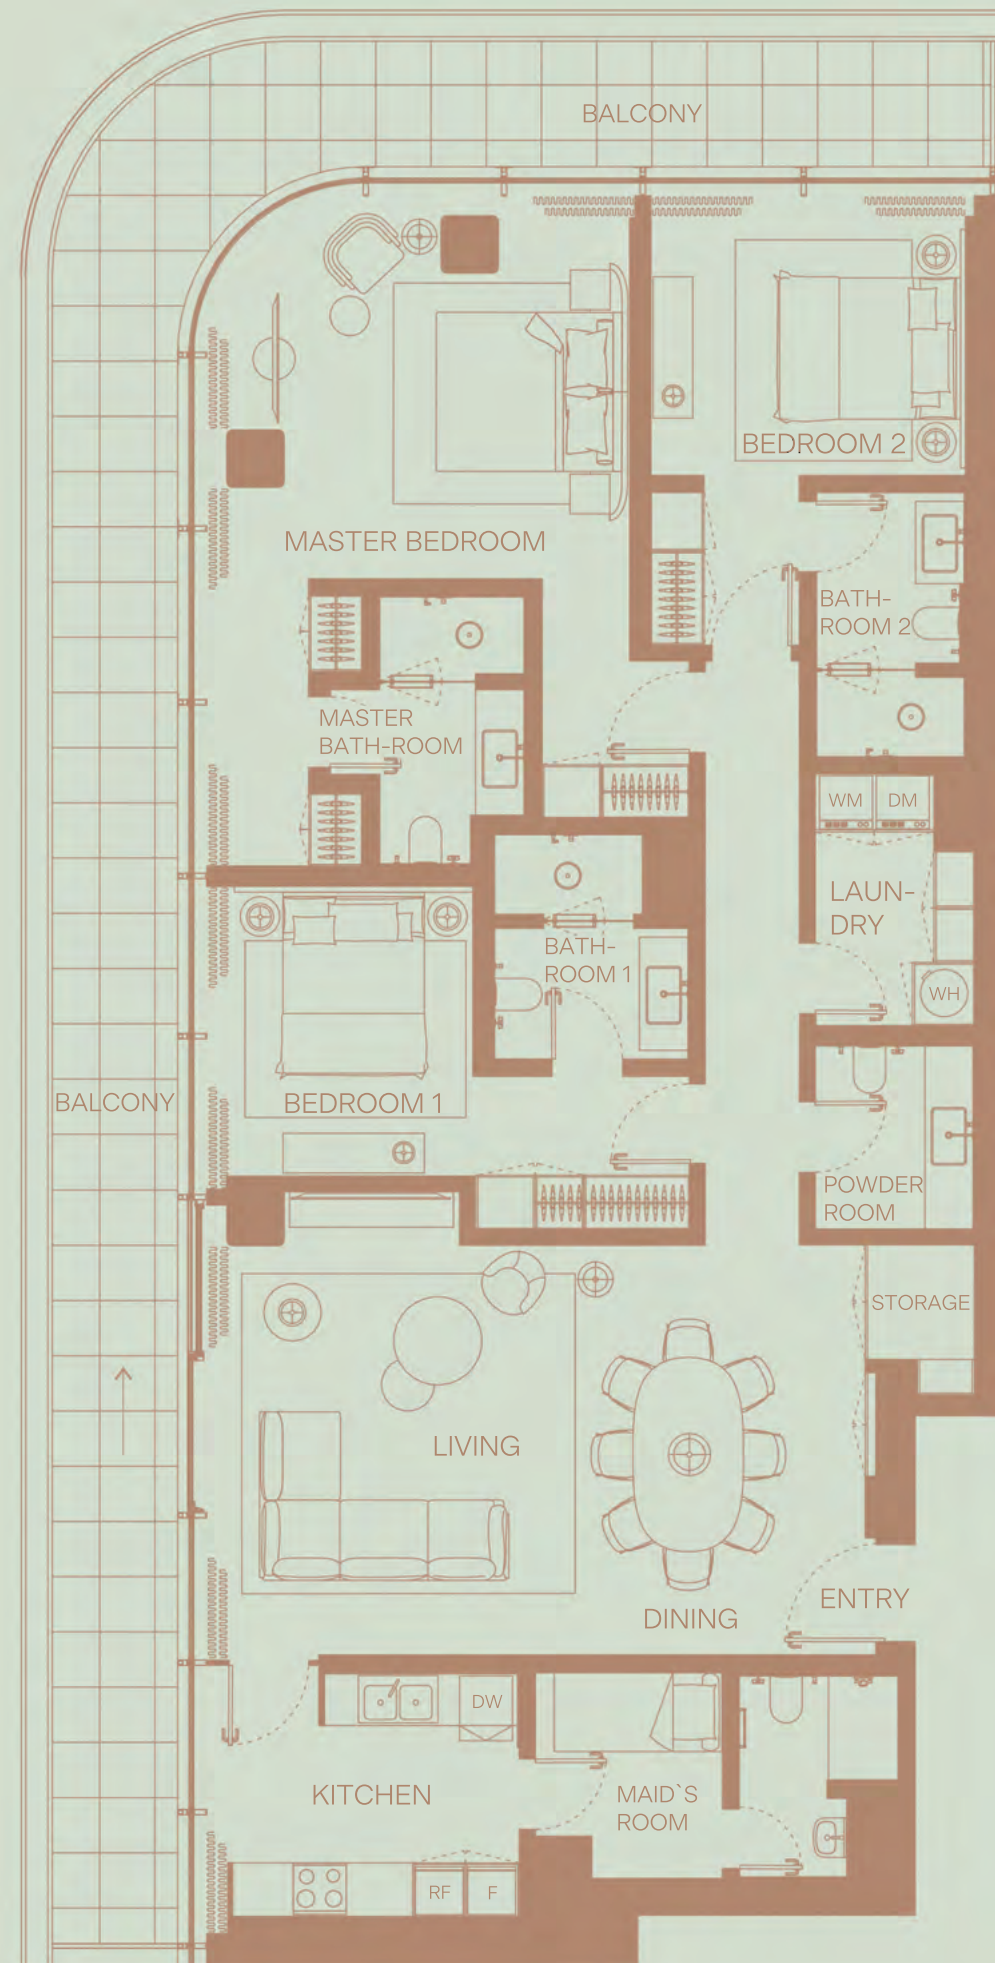 BALCONY
BEDROOM 2
MASTER BEDROOM
BATH-
ROOM 2
MASTER
BATH-ROOM
WM
DM
LAUN-
DRY
BATH-
ROOM 1
WH
BALCONY
BEDROOM 1
POWDER
ROOM
STORAGE
LIVING
ENTRY
DINING
DW
KITCHEN
MAID`S
ROOM
RF
F